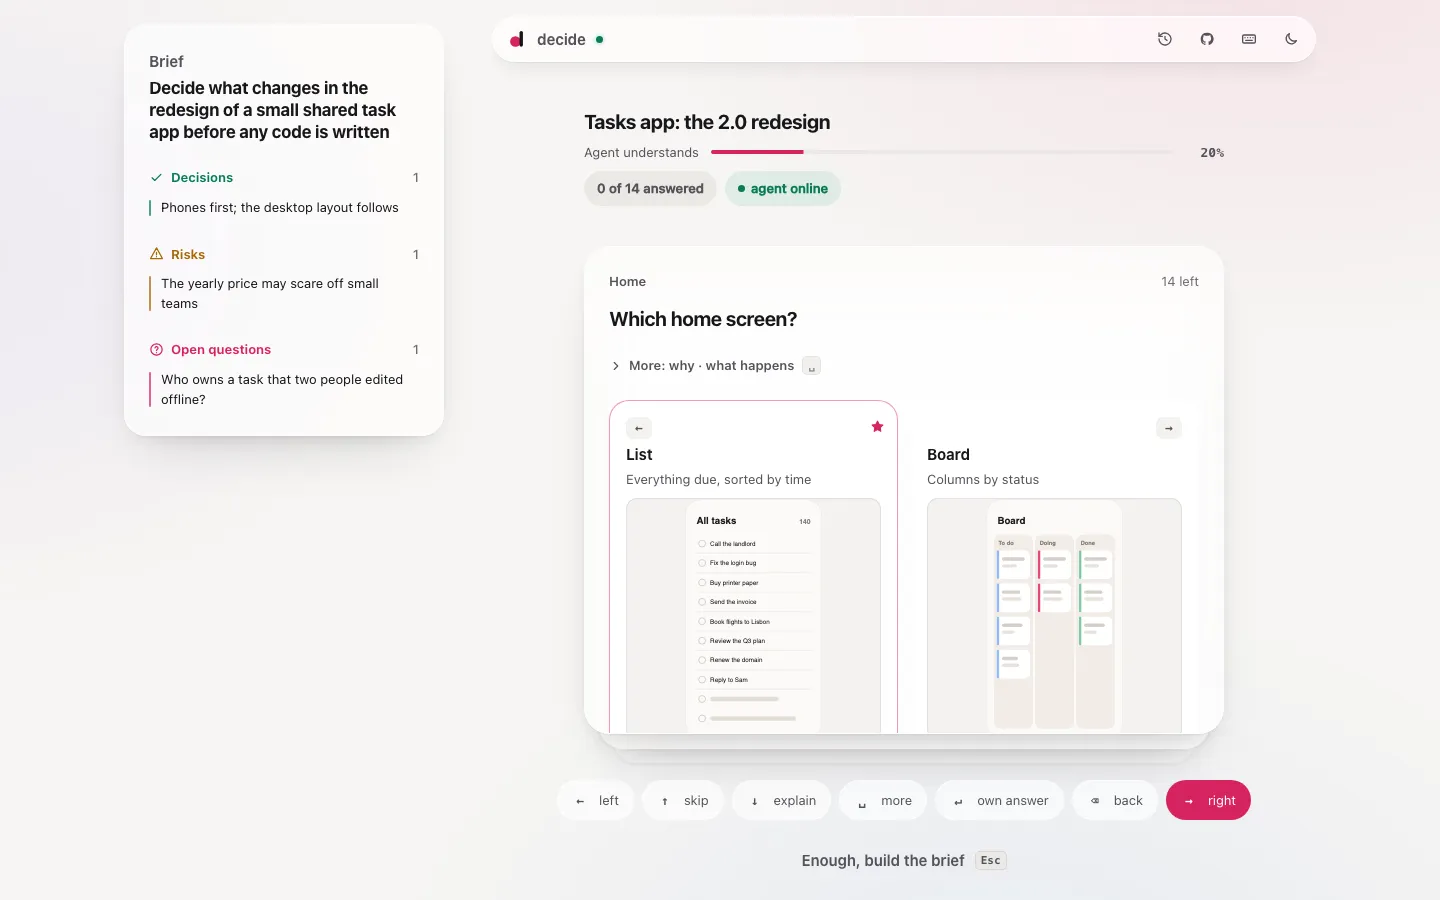 Brief
Decide what changes in the
redesign of a small shared task
app before any code is written
Decisions 1
Phones first; the desktop layout follows
Risks 1
The yearly price may scare off small
teams
Open questions 1
Who owns a task that two people edited
offline?
decide
Tasks app: the 2.0 redesign
Agent understands 20%
0 of 14 answered agent online
Home 14 left
Which home screen?
More: why · what happens ␣
←
List
Everything due, sorted by time
All tasks 140
Call the landlord
Fix the login bug
Buy printer paper
Send the invoice
Book flights to Lisbon
Review the Q3 plan
Renew the domain
Reply to Sam
→
Board
Columns by status
Board
To do Doing Done
← left ↑ skip ↓ explain ␣ more ↵ own answer ⌫ back → right
Enough, build the brief Esc